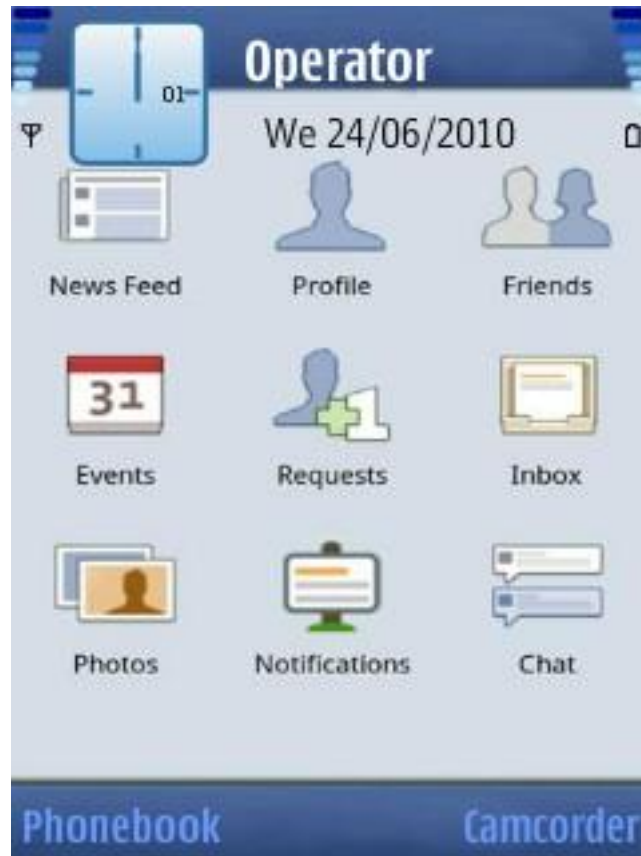 Operator
01
We 24/06/2010
News Feed Profile Friends
31
Events Requests Inbox
Photos Notifications Chat
Phonebook Camcorder